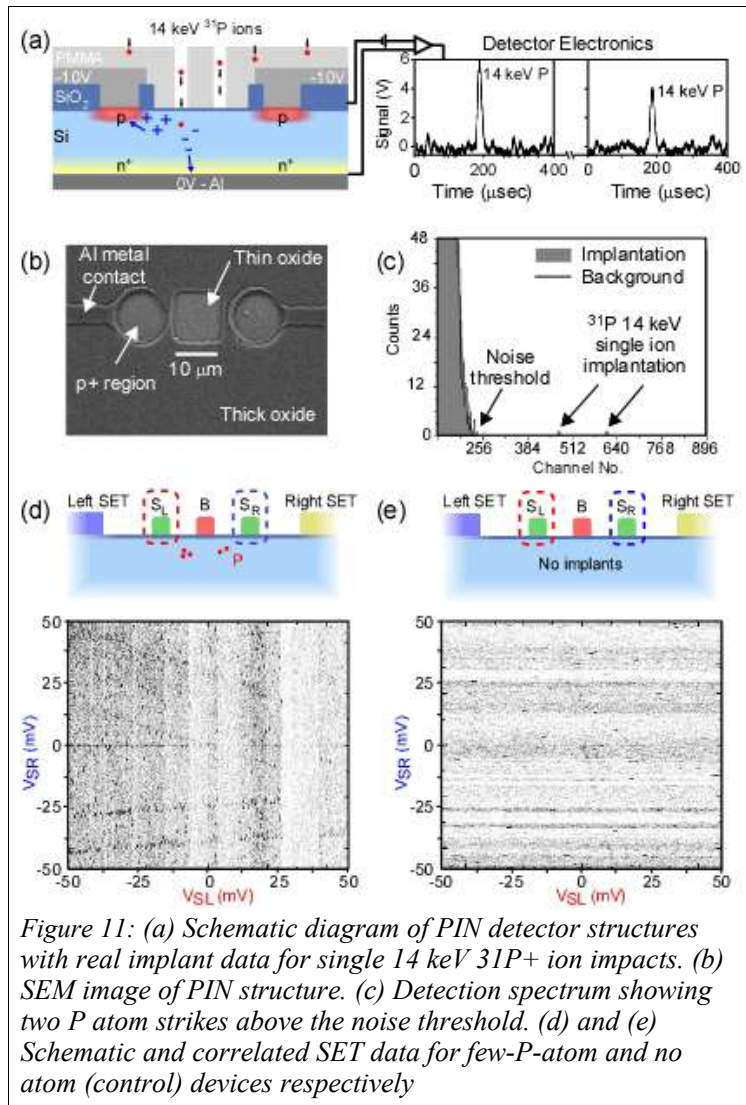 (a)
14 keV 31P ions
PMMA
-10V
-10V
SiO2
p
p
Si
n+
n+
0V - Al
Detector Electronics
14 keV P
14 keV P
Signal (V)
6
4
2
0
0 200 400
0 200 400
Time (μsec)
Time (μsec)
(b)
Al metal
contact
Thin oxide
10 μm
p+ region
Thick oxide
(c)
Implantation
Background
31P 14 keV
single ion
implantation
Noise
threshold
Counts
48
36
24
12
0
256 384 512 640 768 896
Channel No.
(d)
Left SET
SL
B
SR
Right SET
P
VSR (mV)
50
25
0
-25
-50
-50 -25 0 25 50
VSL (mV)
(e)
Left SET
SL
B
SR
Right SET
No implants
VSR (mV)
50
25
0
-25
-50
-50 -25 0 25 50
VSL (mV)
Figure 11: (a) Schematic diagram of PIN detector structures
with real implant data for single 14 keV 31P+ ion impacts. (b)
SEM image of PIN structure. (c) Detection spectrum showing
two P atom strikes above the noise threshold. (d) and (e)
Schematic and correlated SET data for few-P-atom and no
atom (control) devices respectively